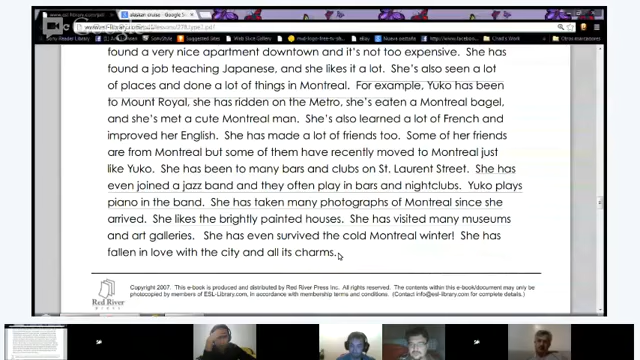 alaskan cruise - Google S
found a very nice apartment downtown and it's not too expensive. She has
found a job teaching Japanese, and she likes it a lot. She's also seen a lot
of places and done a lot of things in Montreal. For example, Yuko has been
to Mount Royal, she has ridden on the Metro, she's eaten a Montreal bagel,
and she's met a cute Montreal man. She's also learned a lot of French and
improved her English. She has made a lot of friends too. Some of her friends
are from Montreal but some of them have recently moved to Montreal just
like Yuko. She has been to many bars and clubs on St. Laurent Street. She has
even joined a jazz band and they often play in bars and nightclubs. Yuko plays
piano in the band. She has taken many photographs of Montreal since she
arrived. She likes the brightly painted houses. She has visited many museums
and art galleries. She has even survived the cold Montreal winter! She has
fallen in love with the city and all its charms.
Red River
PRESS
Copyright 2007. This e-book is produced and distributed by Red River Press Inc. All rights reserved. The contents within this e-book/document may only be
photocopied by members of ESL-Library.com, in accordance with membership terms and conditions. (Contact info@esl-library.com for complete details.)